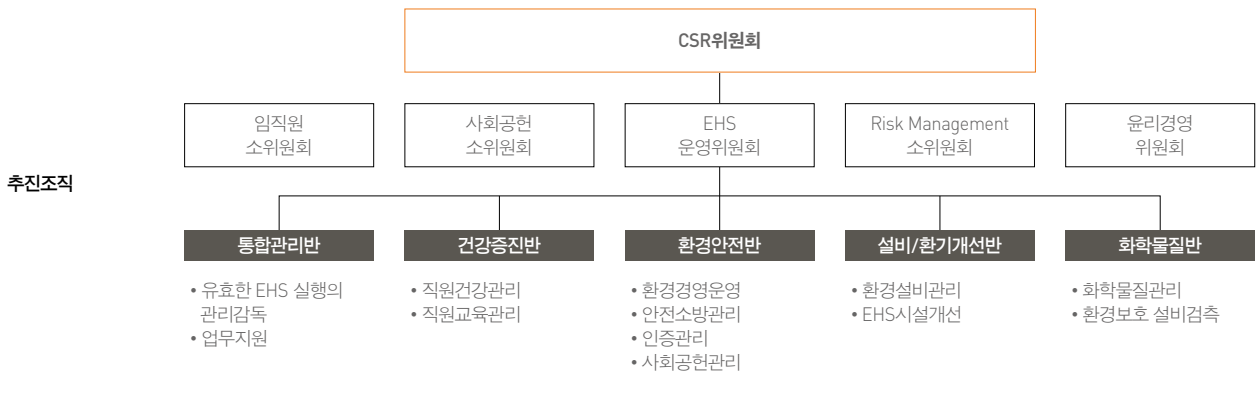 CSR위원회
임직원
소위원회
사회공헌
소위원회
EHS
운영위원회
Risk Management
소위원회
윤리경영
위원회
추진조직
통합관리반
건강증진반
환경안전반
설비/환기개선반
화학물질반
• 유효한 EHS 실행의
관리감독
• 업무지원
• 직원건강관리
• 직원교육관리
• 환경경영운영
• 안전소방관리
• 인증관리
• 사회공헌관리
• 환경설비관리
• EHS시설개선
• 화학물질관리
• 환경보호 설비검측